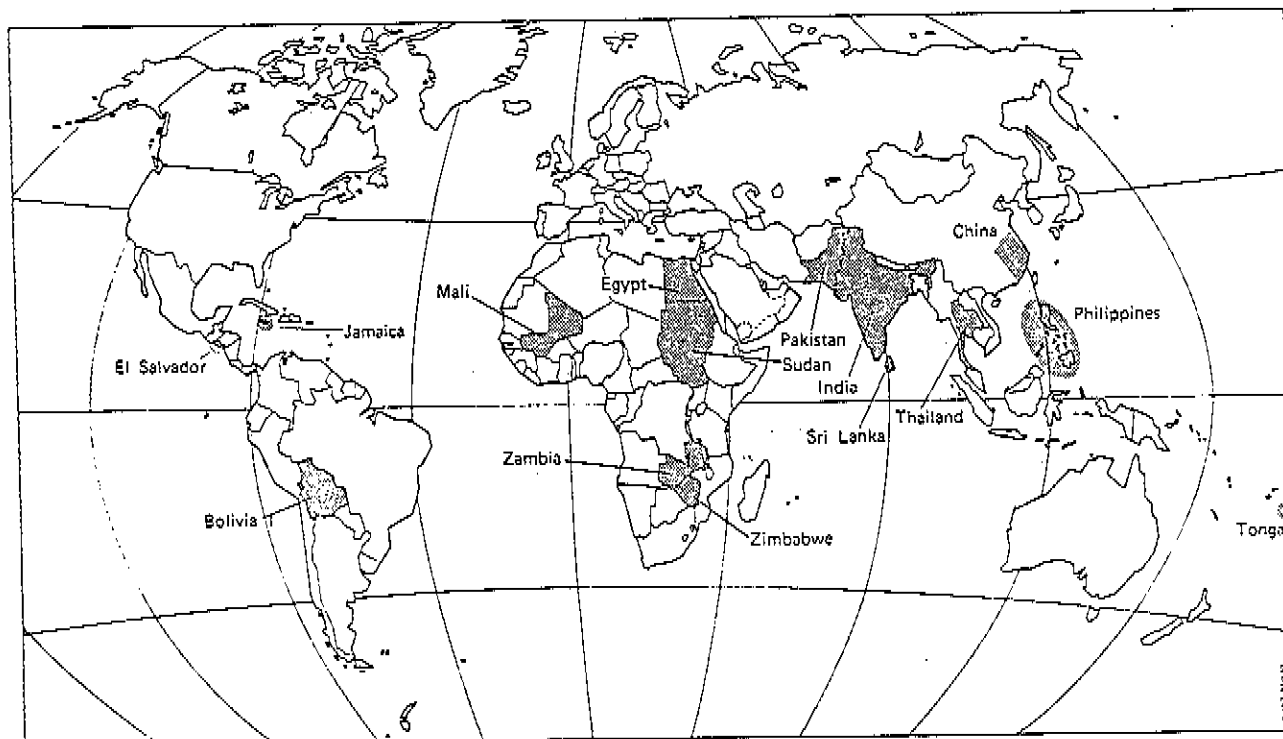 China
Egypt
Mali
Philippines
Jamaica
Pakistan
El Salvador
Sudan
India
Thailand
Sri Lanka
Zambia
Bolivia
Zimbabwe
Tonga